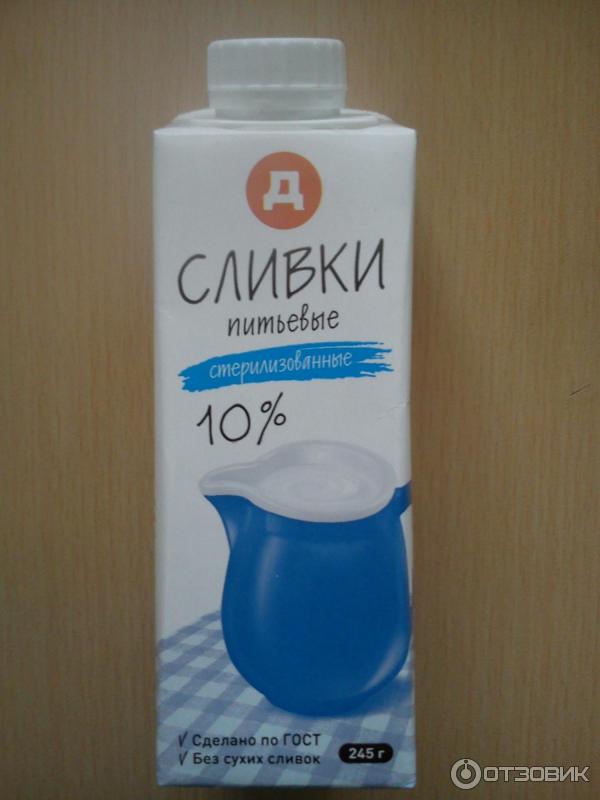 Д
СЛИВКИ
питьевые
стерилизованные
10%
√ Сделано по ГОСТ
√ Без сухих сливок
245 г
ОТЗОВИК